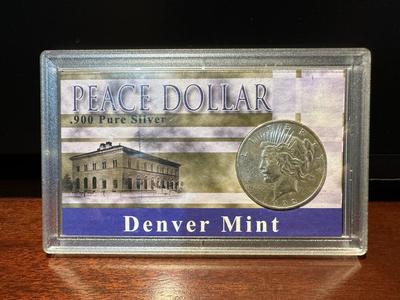 PEACE DOLLAR
.900 Pure Silver
Denver Mint